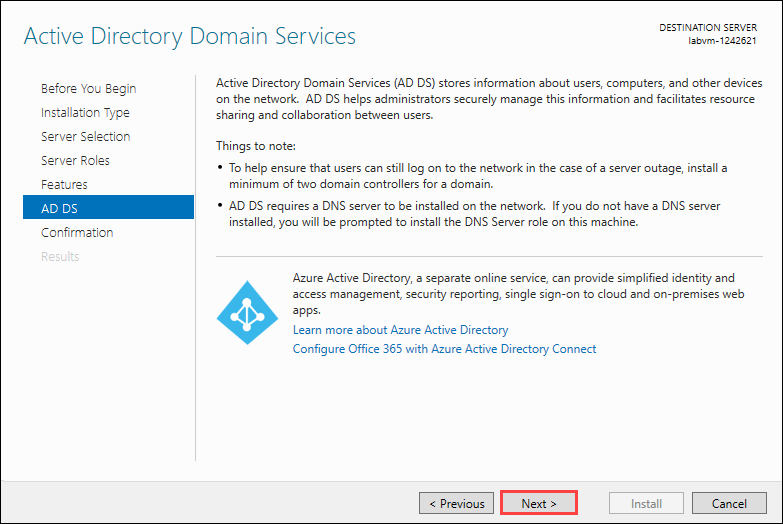 Active Directory Domain Services
DESTINATION SERVER
labvm-1242621
Before You Begin
Installation Type
Server Selection
Server Roles
Features
AD DS
Confirmation
Results
Active Directory Domain Services (AD DS) stores information about users, computers, and other devices
on the network.  AD DS helps administrators securely manage this information and facilitates resource
sharing and collaboration between users.
Things to note:
• To help ensure that users can still log on to the network in the case of a server outage, install a
minimum of two domain controllers for a domain.
• AD DS requires a DNS server to be installed on the network.  If you do not have a DNS server
installed, you will be prompted to install the DNS Server role on this machine.
Azure Active Directory, a separate online service, can provide simplified identity and
access management, security reporting, single sign-on to cloud and on-premises web
apps.
Learn more about Azure Active Directory
Configure Office 365 with Azure Active Directory Connect
< Previous
Next >
Install
Cancel